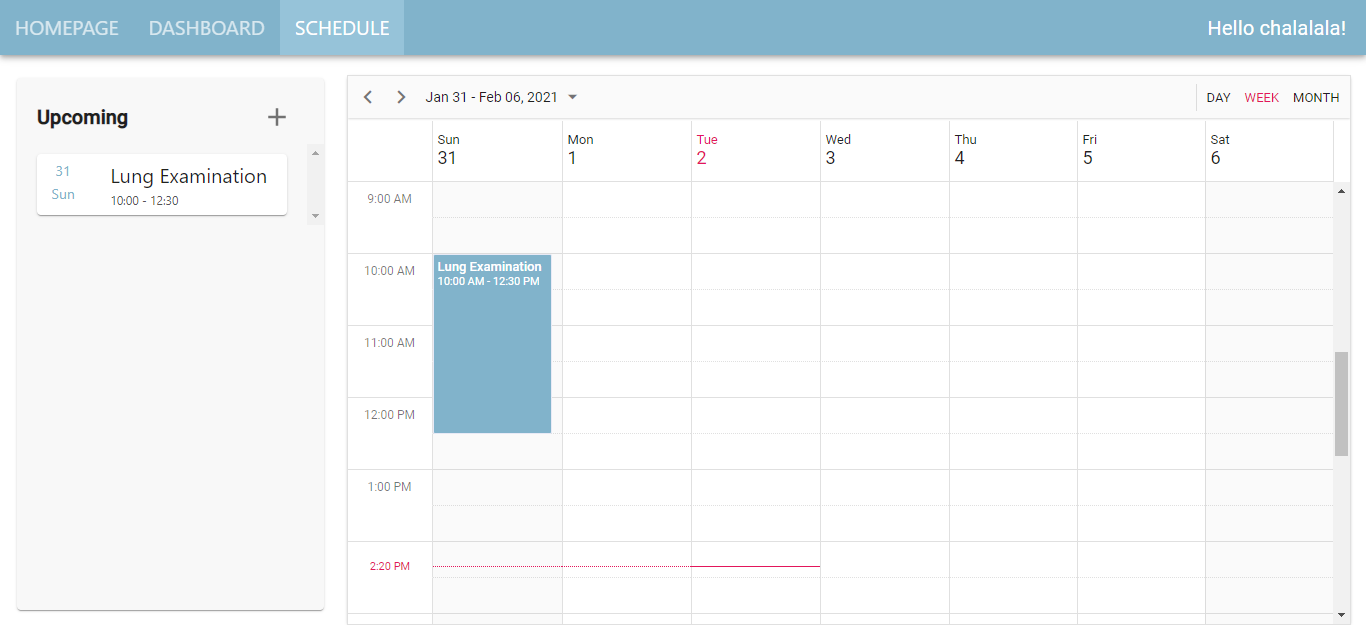 HOMEPAGE DASHBOARD SCHEDULE Hello chalalala!
Upcoming
31
Sun
Lung Examination
10:00 - 12:30
Jan 31 - Feb 06, 2021 DAY WEEK MONTH
Sun Mon Tue Wed Thu Fri Sat
31 1 2 3 4 5 6
9:00 AM
10:00 AM
Lung Examination
10:00 AM - 12:30 PM
11:00 AM
12:00 PM
1:00 PM
2:20 PM